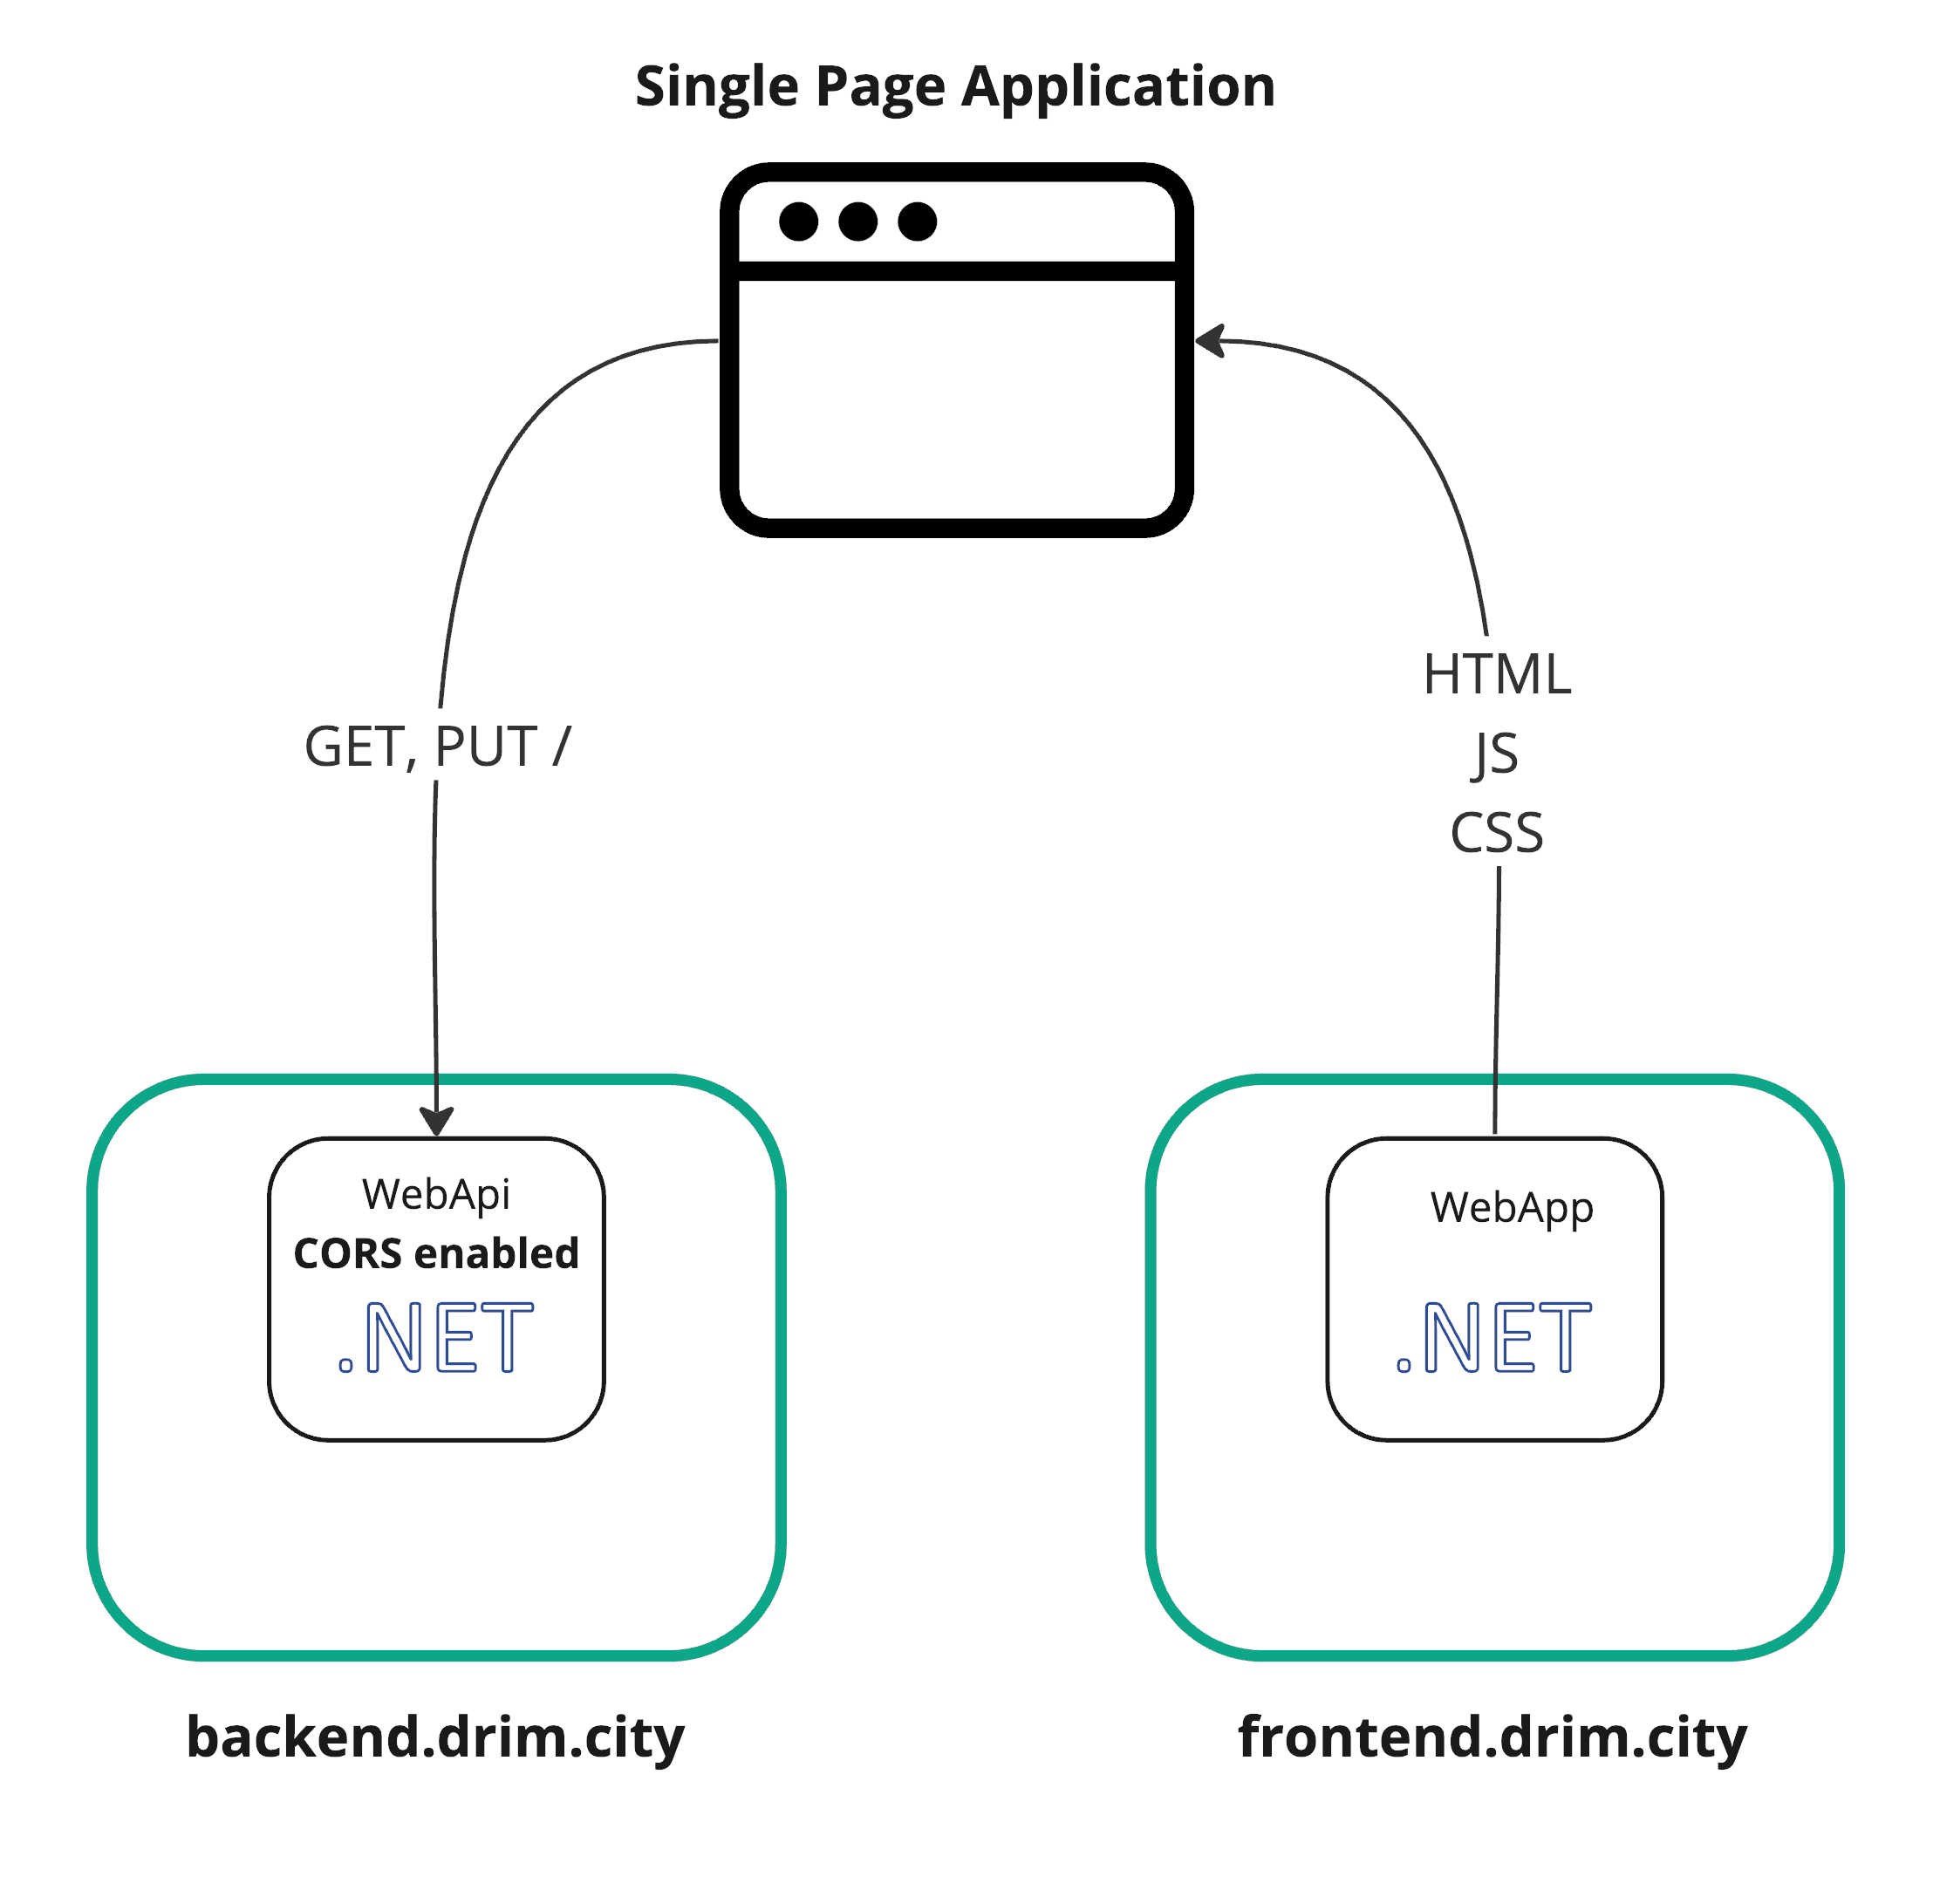 Single Page Application
GET, PUT /
HTML
JS
CSS
WebApi
CORS enabled
.NET
WebApp
.NET
backend.drim.city
frontend.drim.city